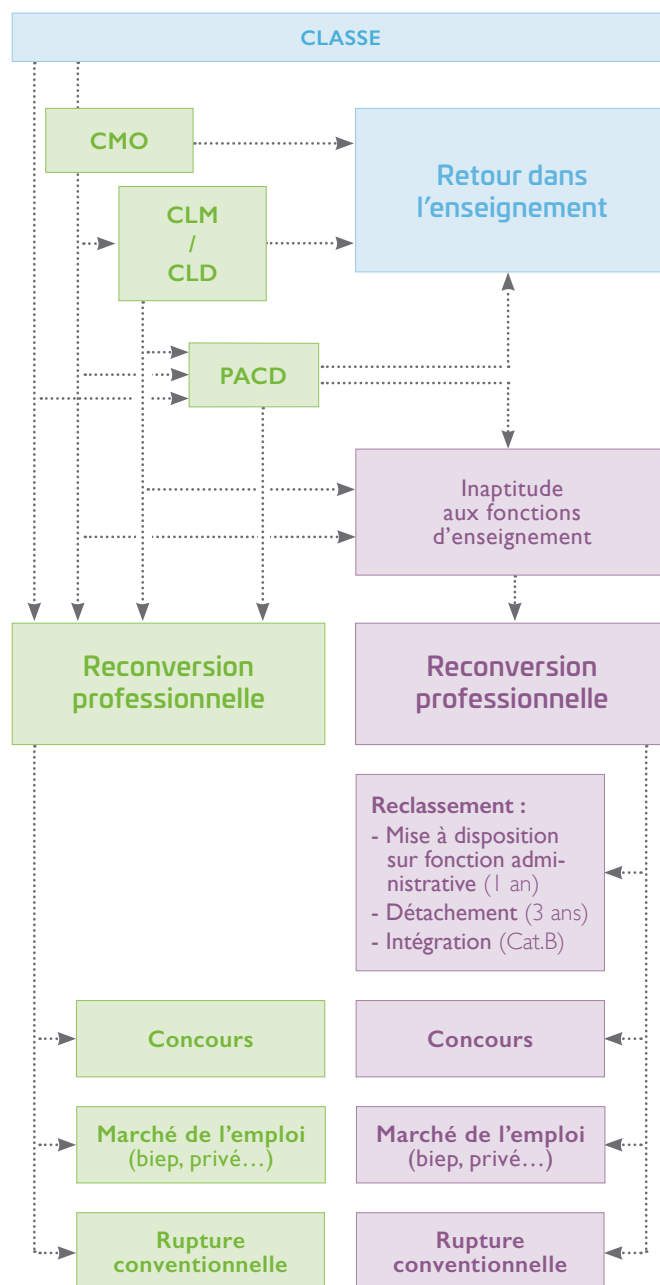 CLASSE
CMO
Retour dans
l'enseignement
CLM
/
CLD
PACD
Inaptitude
aux fonctions
d'enseignement
Reconversion
professionnelle
Reconversion
professionnelle
Reclassement :
- Mise à disposition
sur fonction admi-
nistrative (1 an)
- Détachement (3 ans)
- Intégration (Cat.B)
Concours
Concours
Marché de l'emploi
(biep, privé…)
Marché de l'emploi
(biep, privé…)
Rupture
conventionnelle
Rupture
conventionnelle